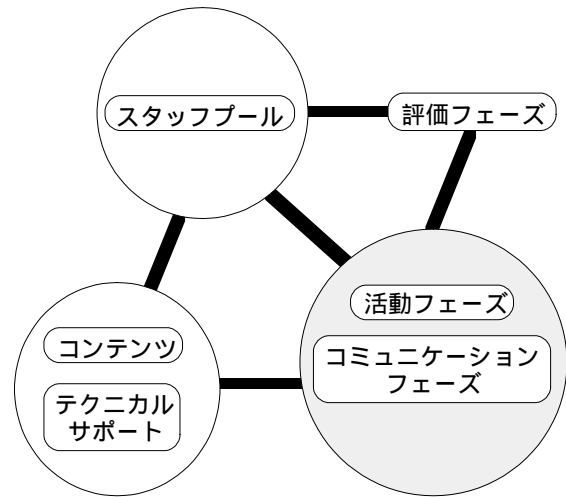 スタッフプール
評価フェーズ
活動フェーズ
コンテンツ
コミュニケーション
フェーズ
テクニカル
サポート